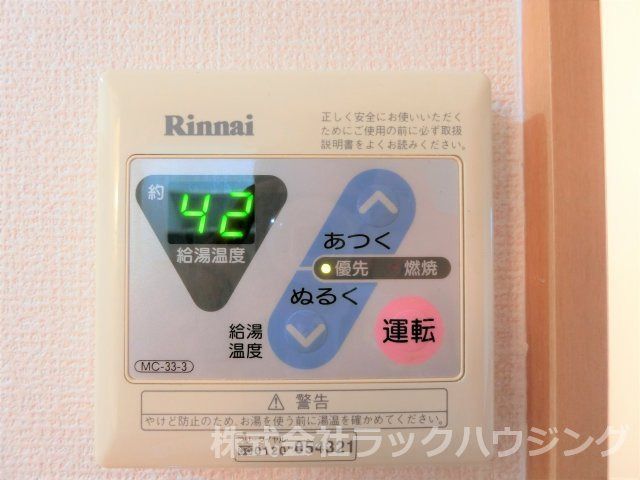 Rinnai
正しく安全にお使いいただく
ためにご使用の前に必ず取扱
説明書をよくお読みください。
約
42
給湯温度
あつく
優先 燃焼
ぬるく
給湯
温度
運転
MC-33-3
警告
やけど防止のため、お湯を使う前に湯温を確かめてください。
0120-054321
株式会社ラックハウジング